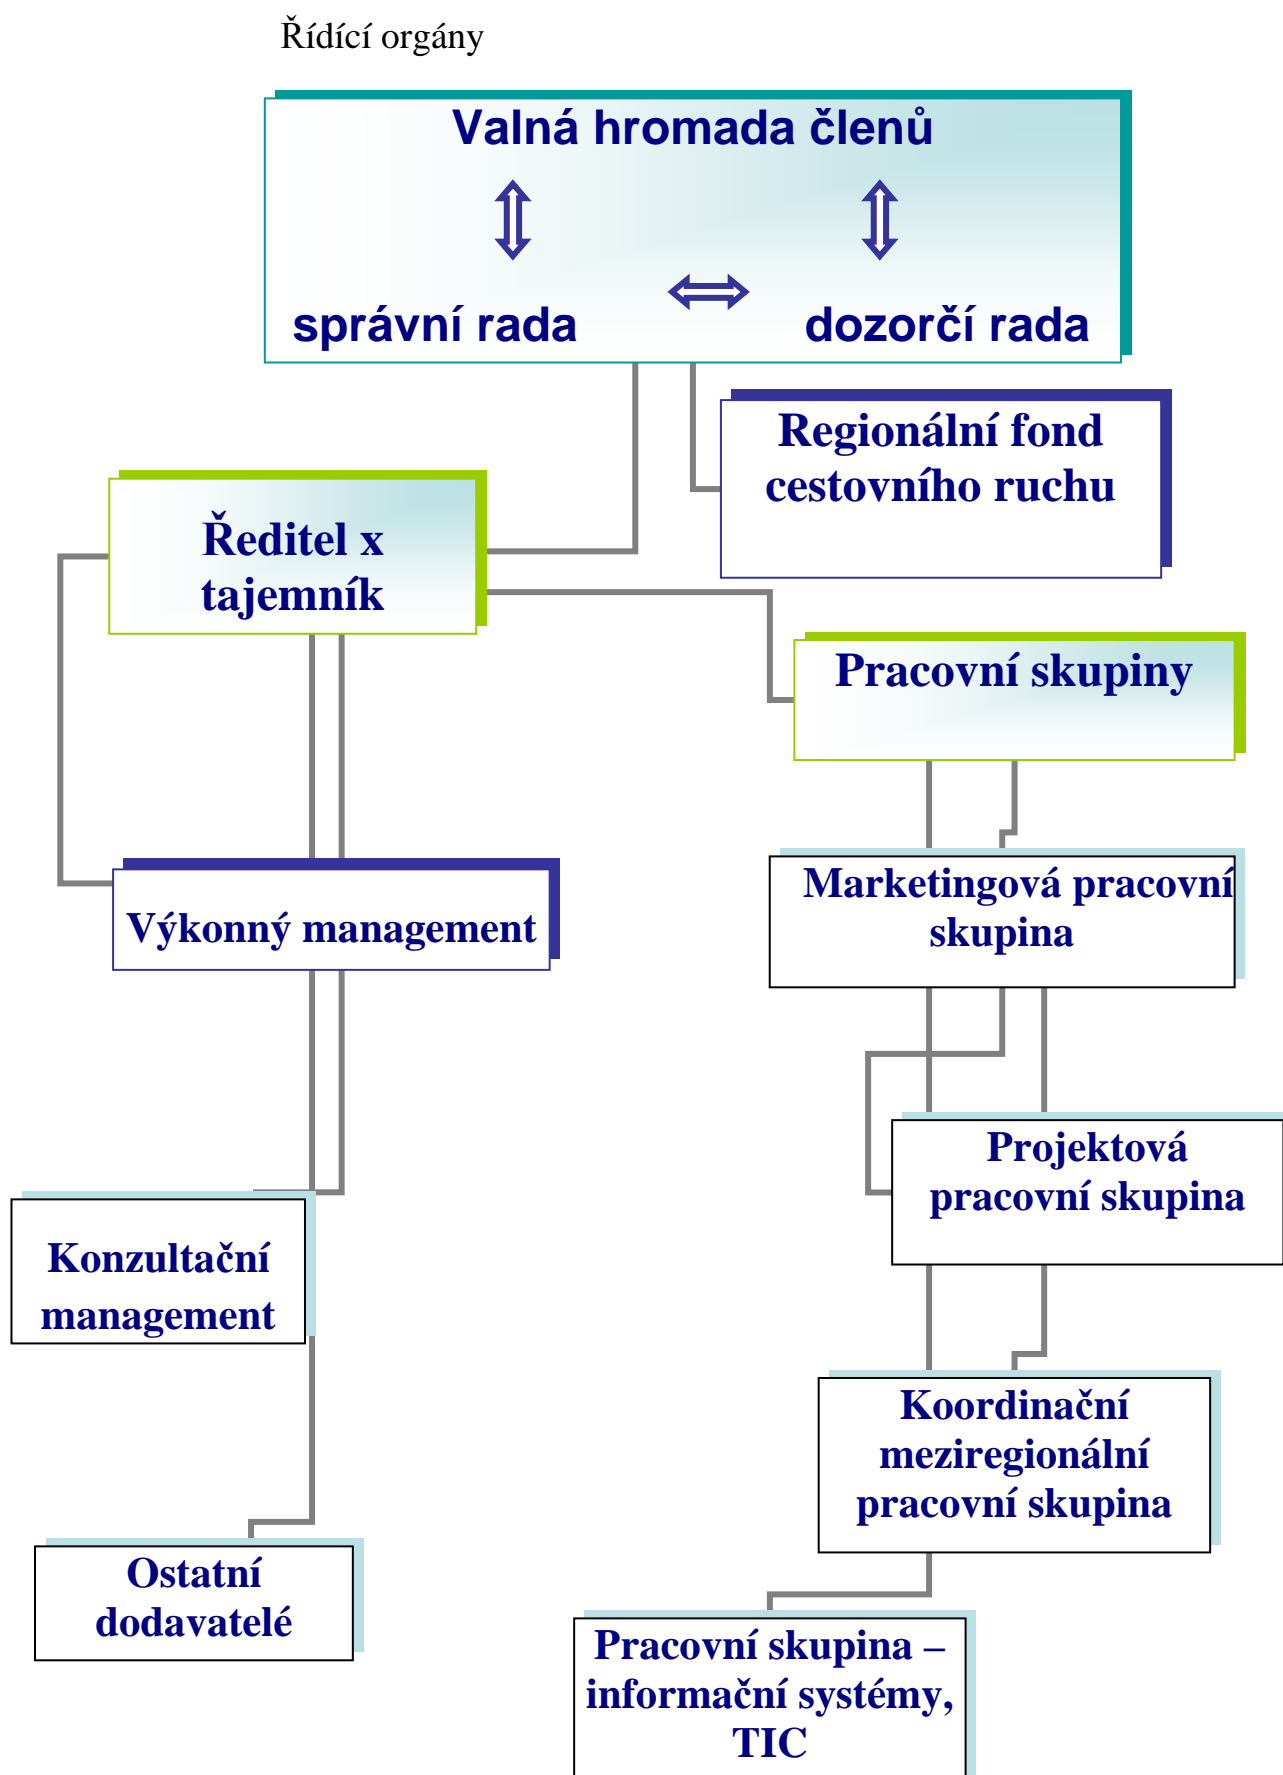 Řídící orgány
Valná hromada členů
správní rada
dozorčí rada
Regionální fond
cestovního ruchu
Ředitel x
tajemník
Pracovní skupiny
Marketingová pracovní
skupina
Výkonný management
Projektová
pracovní skupina
Konzultační
management
Koordinační
meziregionální
pracovní skupina
Ostatní
dodavatelé
Pracovní skupina –
informační systémy,
TIC